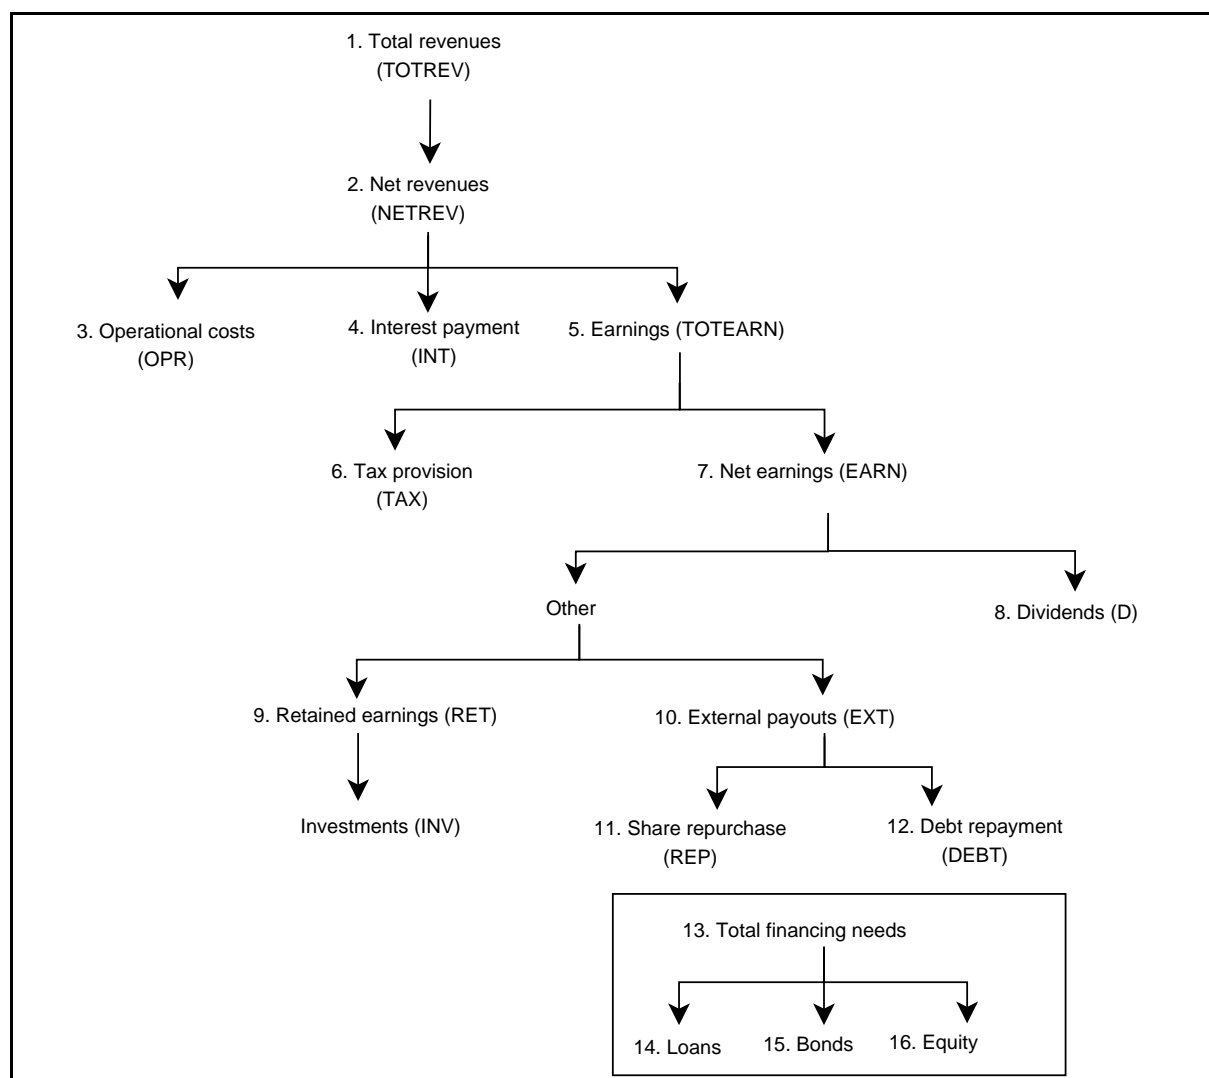 1. Total revenues
(TOTREV)
2. Net revenues
(NETREV)
3. Operational costs
(OPR)
4. Interest payment
(INT)
5. Earnings (TOTEARN)
6. Tax provision
(TAX)
7. Net earnings (EARN)
Other
8. Dividends (D)
9. Retained earnings (RET)
10. External payouts (EXT)
Investments (INV)
11. Share repurchase
(REP)
12. Debt repayment
(DEBT)
13. Total financing needs
14. Loans
15. Bonds
16. Equity